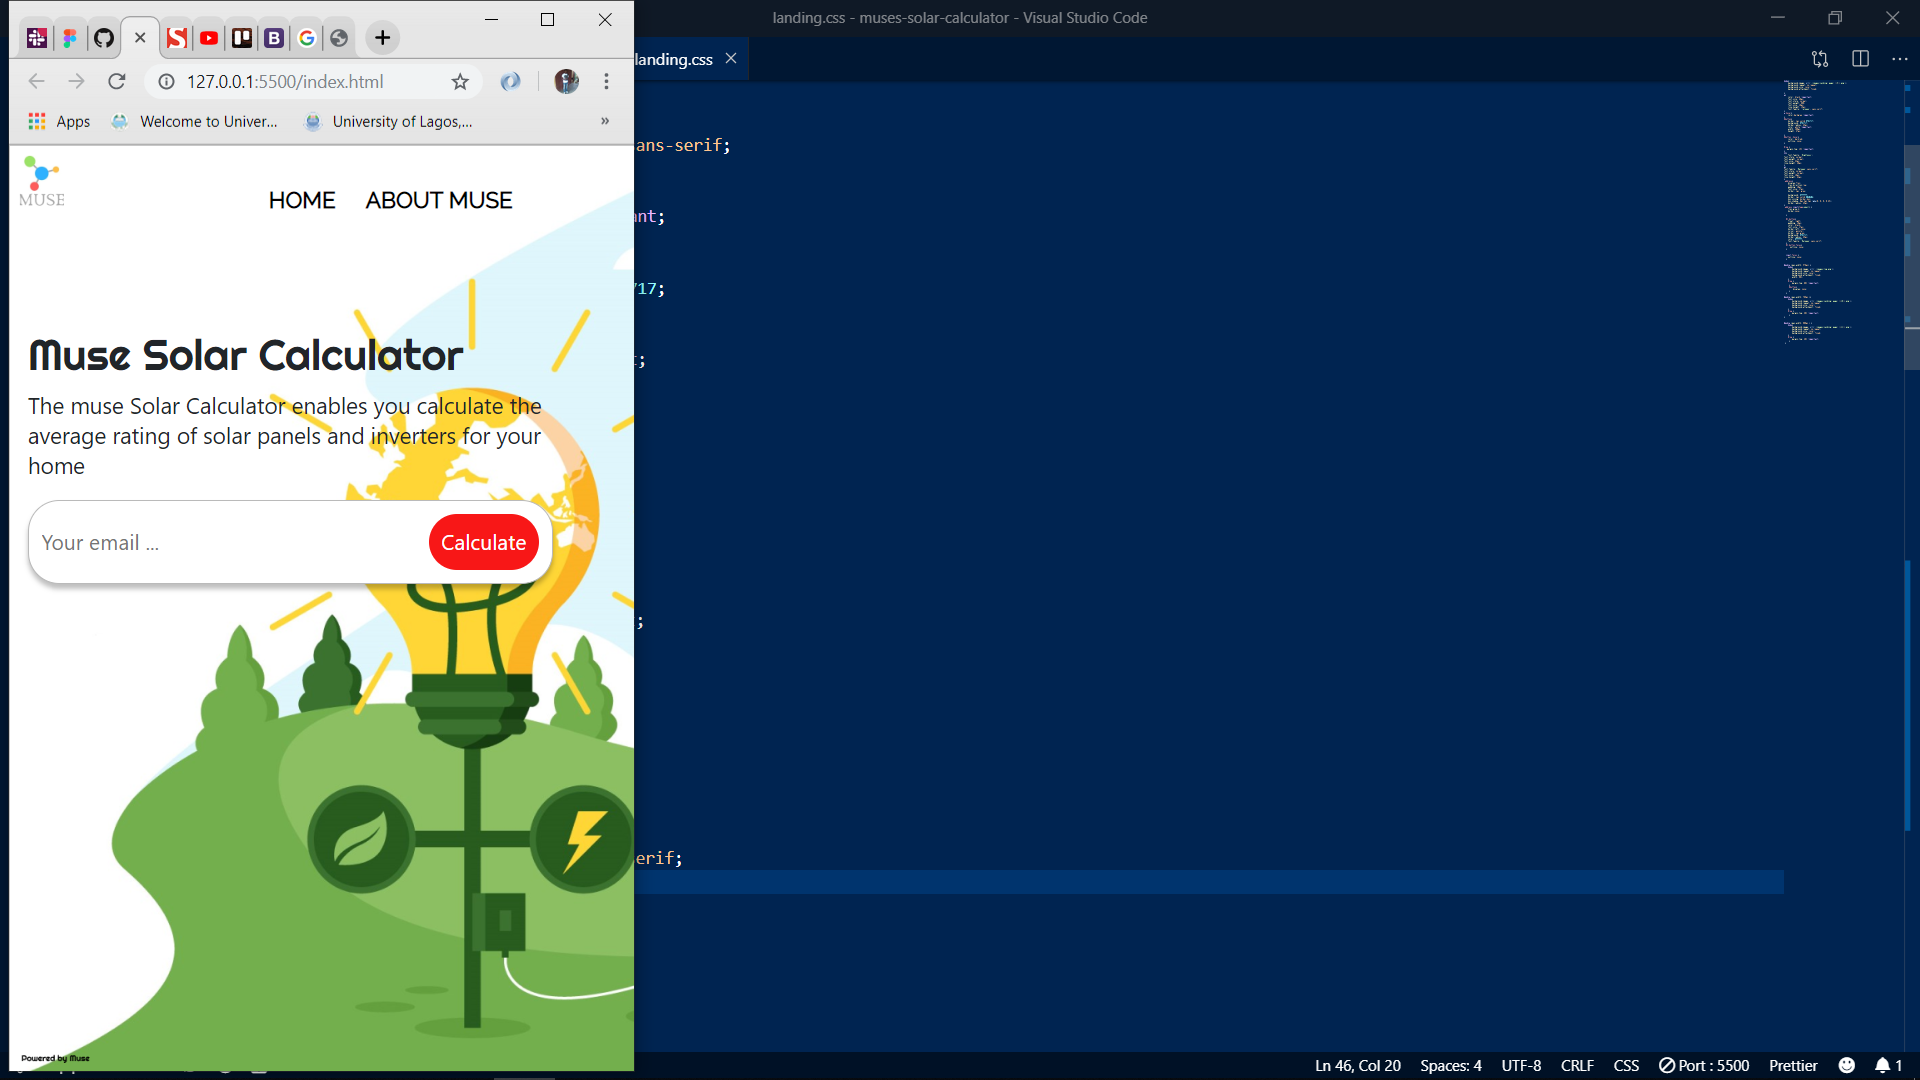 landing.css - muses-solar-calculator - Visual Studio Code
landing.css
127.0.0.1:5500/index.html
Apps
Welcome to Univer...
University of Lagos,...
»
MUSE
HOME
ABOUT MUSE
Muse Solar Calculator
The muse Solar Calculator enables you calculate the
average rating of solar panels and inverters for your
home
Your email ...
Calculate
Powered by Muse
ans-serif;
nt;
17;
;
;
erif;
Ln 46, Col 20
Spaces: 4
UTF-8
CRLF
CSS
Port : 5500
Prettier
1